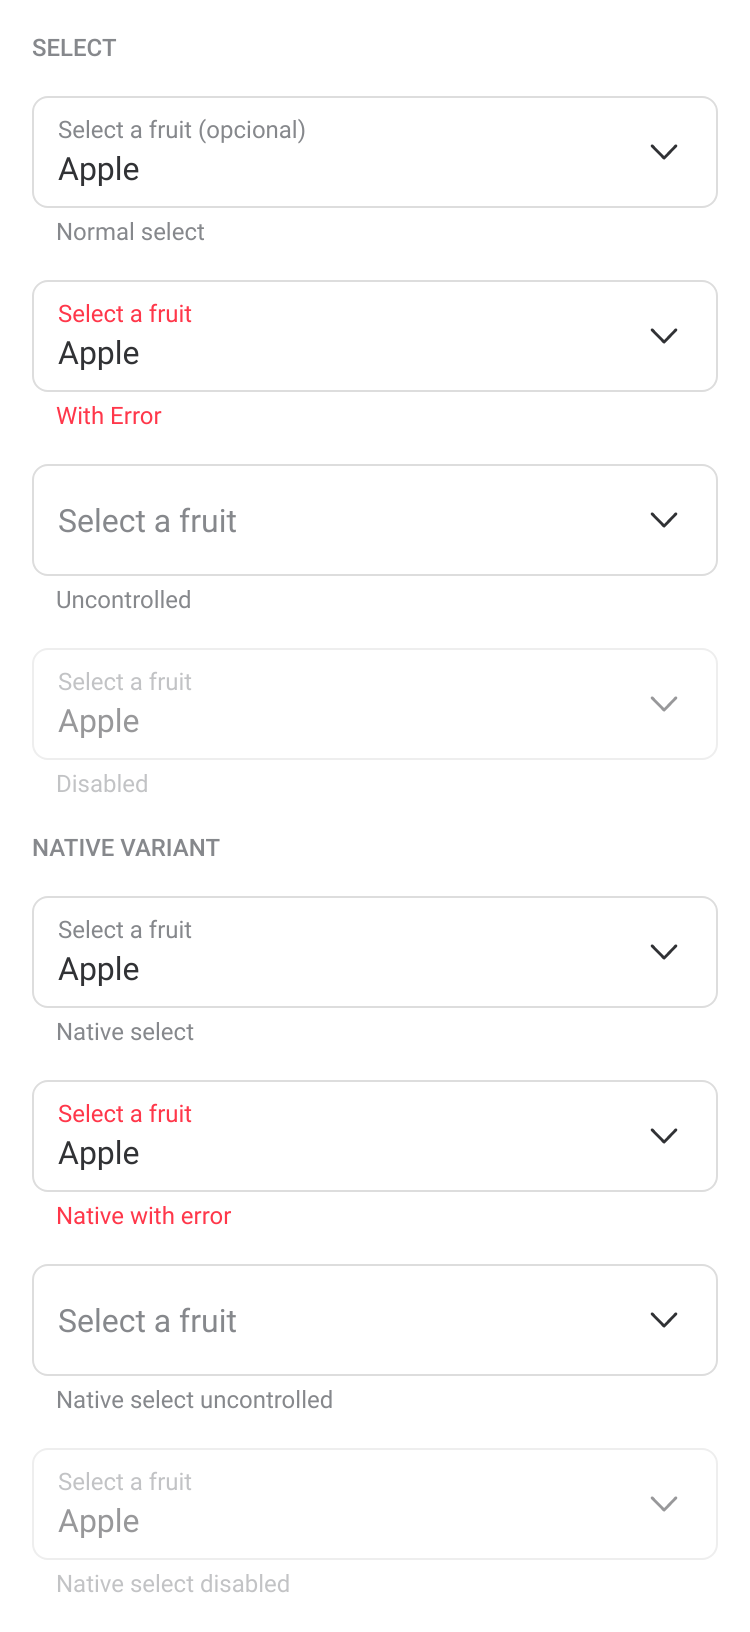 SELECT
Select a fruit (opcional)
Apple
Normal select
Select a fruit
Apple
With Error
Select a fruit
Uncontrolled
Select a fruit
Apple
Disabled
NATIVE VARIANT
Select a fruit
Apple
Native select
Select a fruit
Apple
Native with error
Select a fruit
Native select uncontrolled
Select a fruit
Apple
Native select disabled